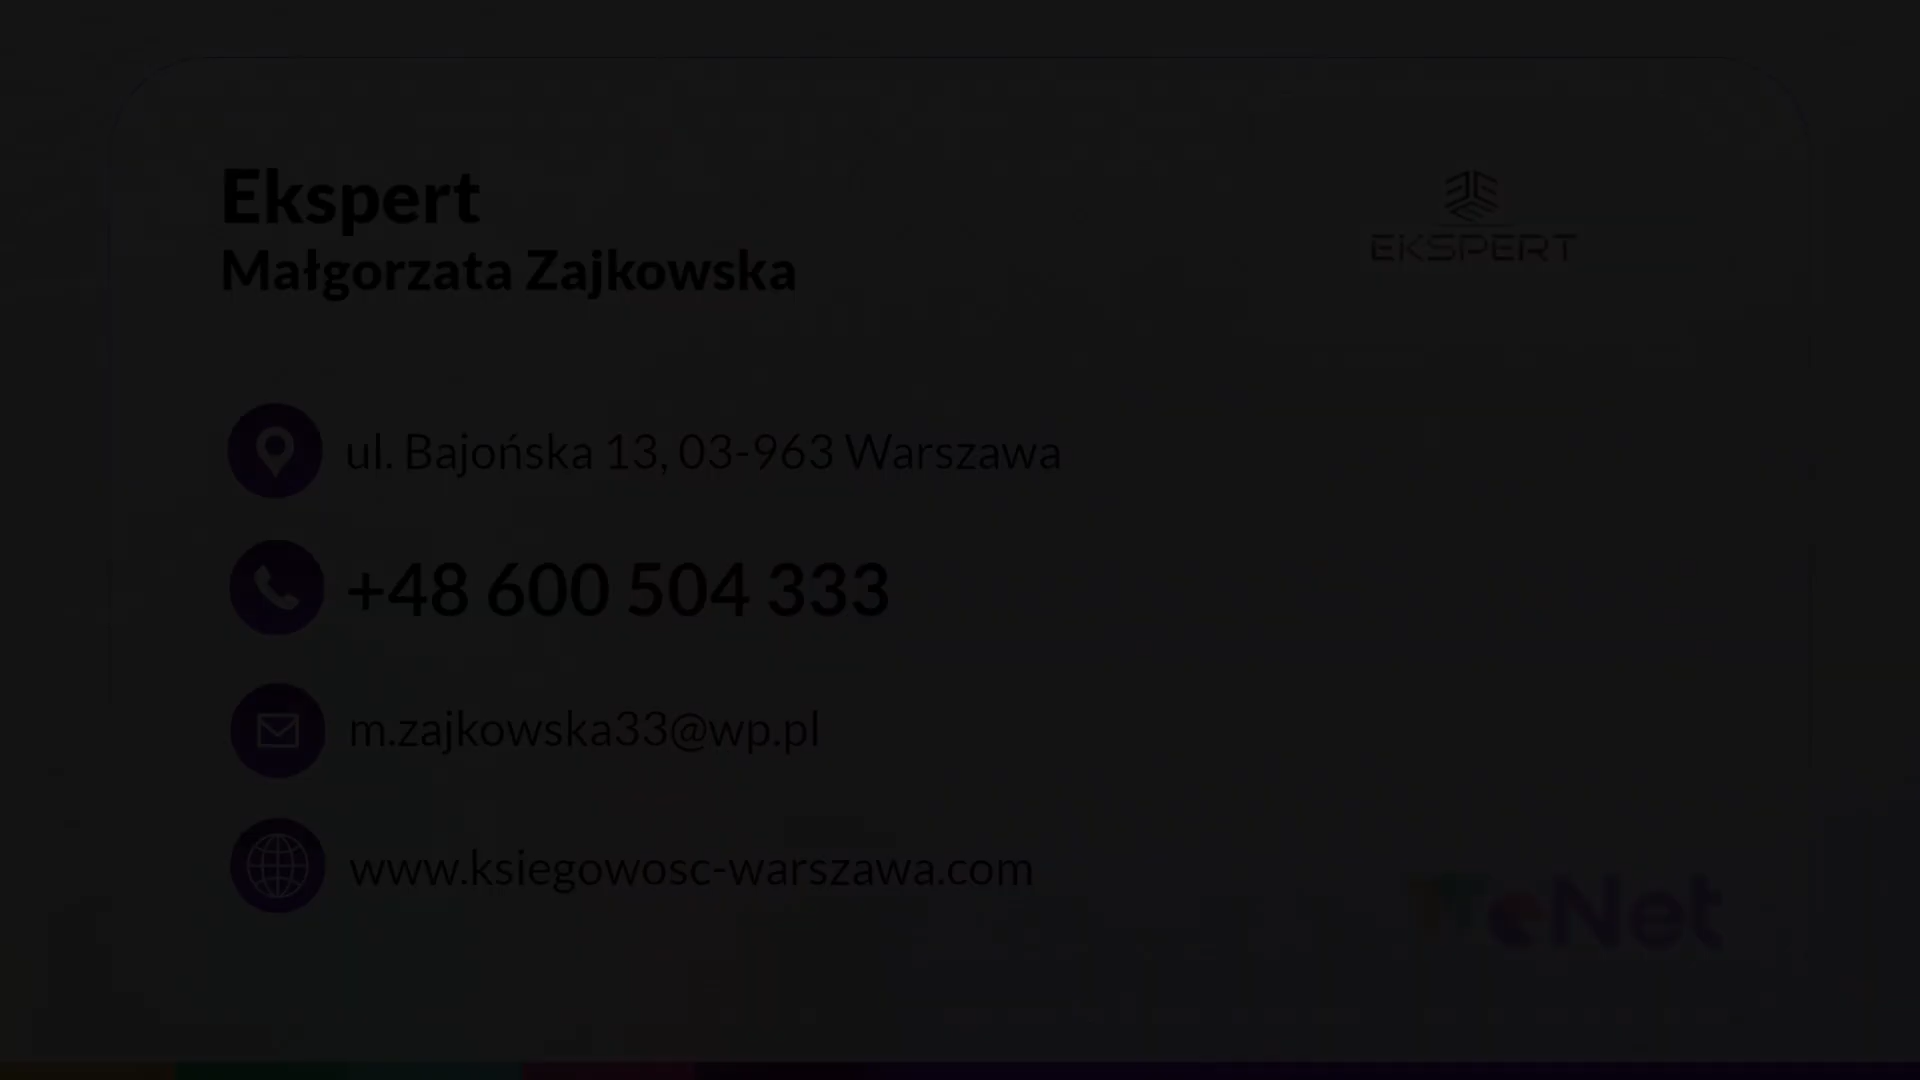 Ekspert
Małgorzata Zajkowska
EKSPERT
ul. Bajońska 13, 03-963 Warszawa
+48 600 504 333
m.zajkowska33@wp.pl
www.ksiegowosc-warszawa.com
eNet